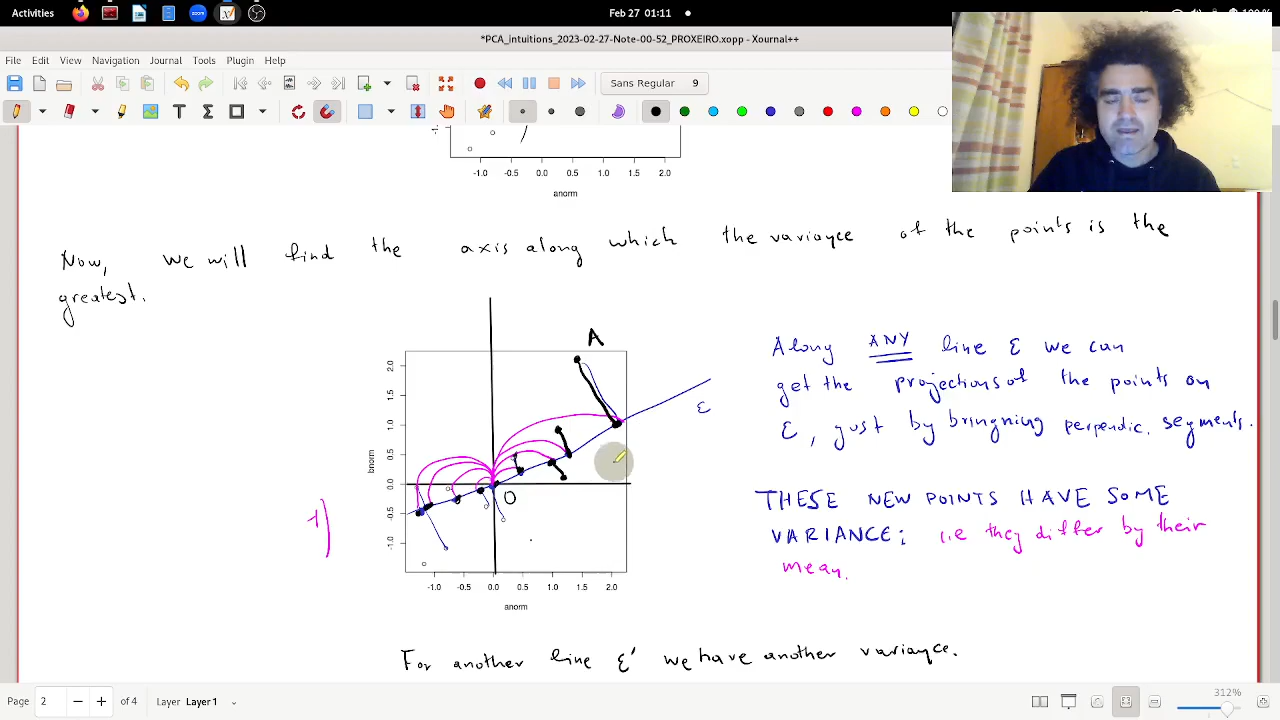 Activities
Feb 27 01:11
*PCA_intuitions_2023-02-27-Note-00-52_PROXEIRO.xopp - Xournal++
File Edit View Navigation Journal Tools Plugin Help
Sans Regular 9
-1.0 -0.5 0.0 0.5 1.0 1.5 2.0
anorm
Now, we will find the axis along which the variance of the points is the
greatest.
A
2.0
1.5
1.0
0.5
0.0
-0.5
-1.0
bnorm
ε
O
1)
-1.0 -0.5 0.0 0.5 1.0 1.5 2.0
anorm
Along ANY line ε we can
get the projections of the points on
ε, just by bringning perpendic. segments.
THESE NEW POINTS HAVE SOME
VARIANCE: i.e they differ by their
mean.
For another line ε' we have another variance.
Page 2 of 4 Layer Layer 1
312%